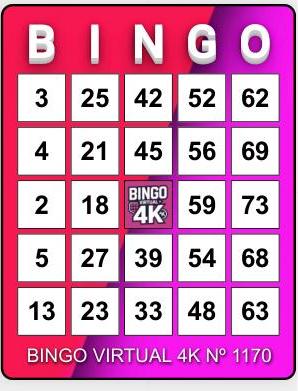 B I N G O
3 25 42 52 62
4 21 45 56 69
2 18 BINGO VIRTUAL 4K 59 73
5 27 39 54 68
13 23 33 48 63
BINGO VIRTUAL 4K Nº 1170